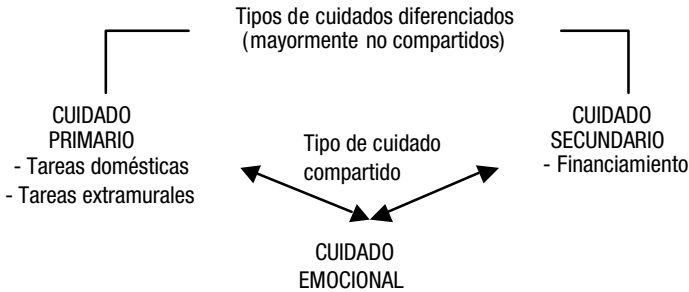 Tipos de cuidados diferenciados
(mayormente no compartidos)
CUIDADO
PRIMARIO
- Tareas domésticas
- Tareas extramurales
Tipo de cuidado
compartido
CUIDADO
SECUNDARIO
- Financiamiento
CUIDADO
EMOCIONAL